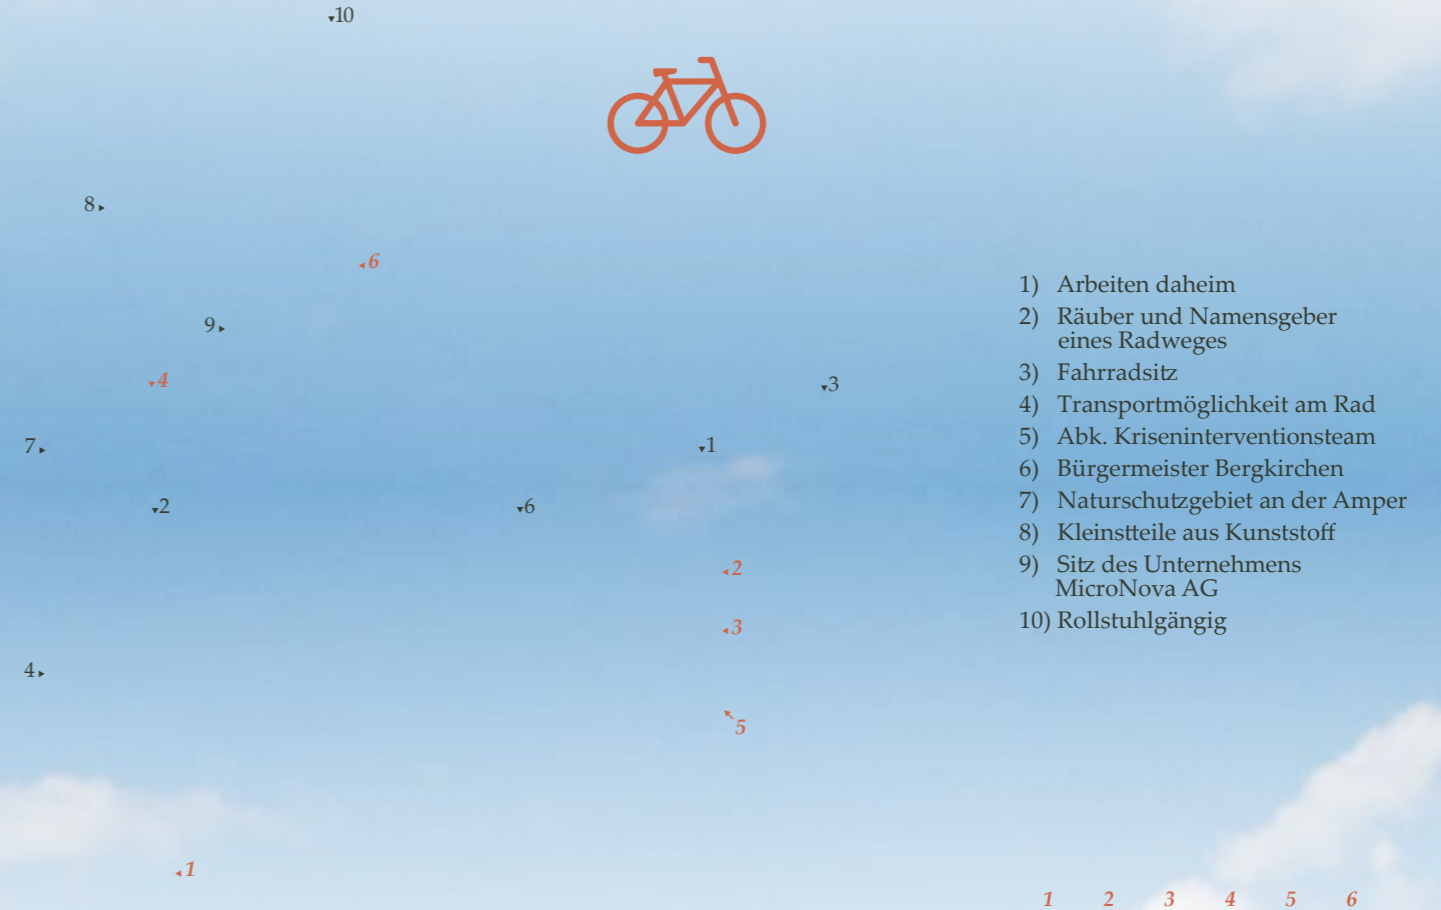 10
8
6
9
4
3
7
1
2
6
2
3
4
5
1
1) Arbeiten daheim
2) Räuber und Namensgeber
eines Radweges
3) Fahrradsitz
4) Transportmöglichkeit am Rad
5) Abk. Kriseninterventionsteam
6) Bürgermeister Bergkirchen
7) Naturschutzgebiet an der Amper
8) Kleinstteile aus Kunststoff
9) Sitz des Unternehmens
MicroNova AG
10) Rollstuhlgängig
1 2 3 4 5 6